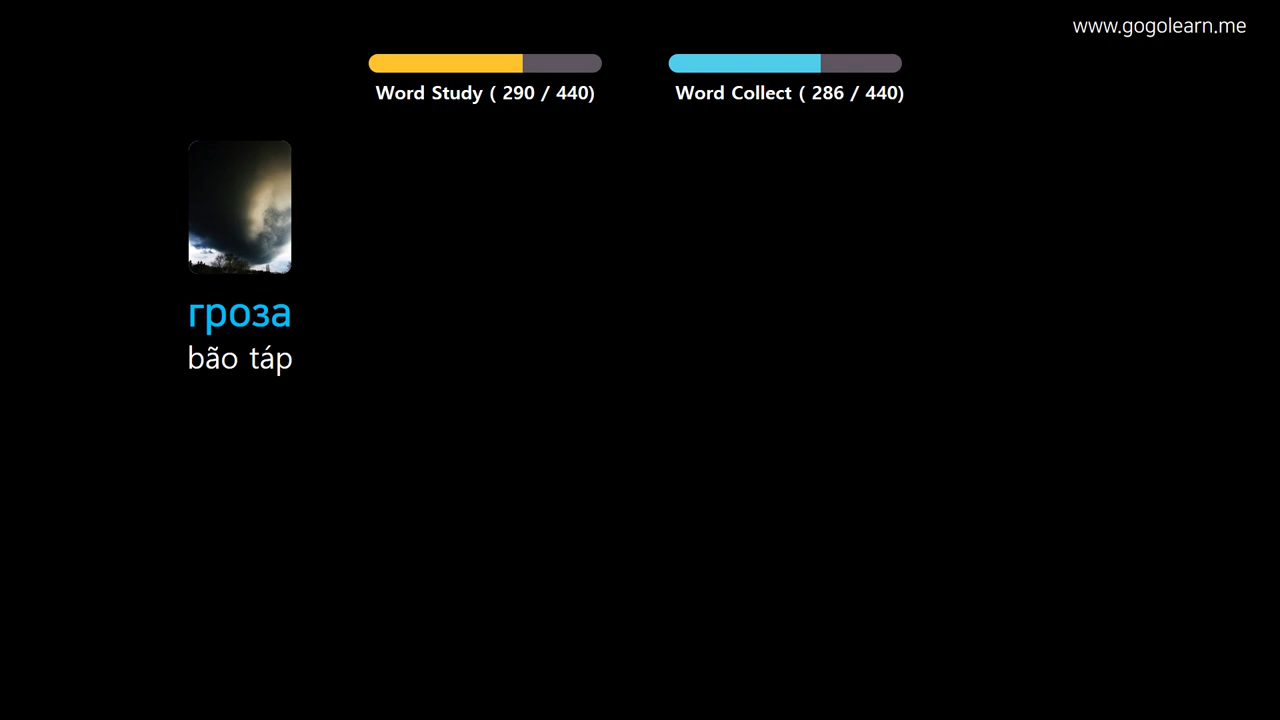 www.gogolearn.me
Word Study ( 290 / 440)
Word Collect ( 286 / 440)
гроза
bão táp